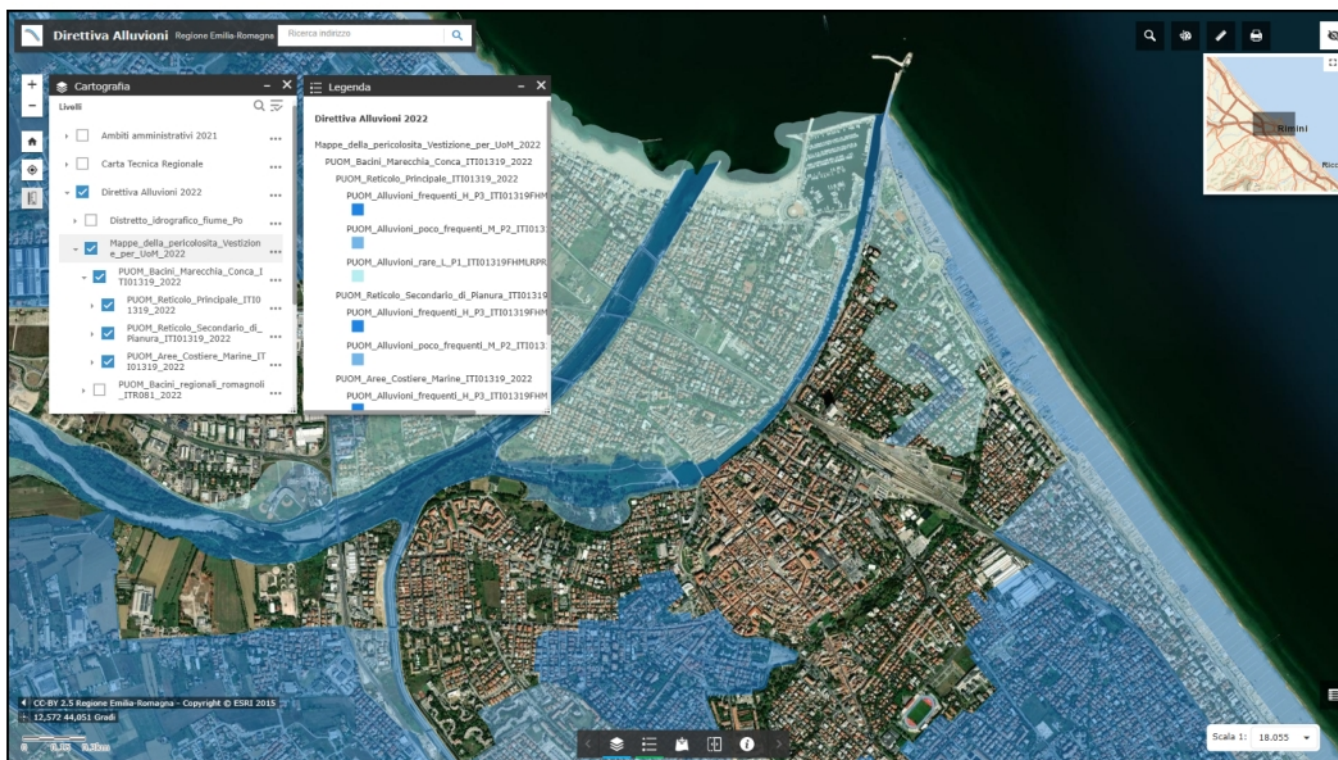 Direttiva Alluvioni Regione Emilia-Romagna
Ricerca indirizzo
Cartografia
Livelli
Ambiti amministrativi 2021
Carta Tecnica Regionale
Direttiva Alluvioni 2022
Distretto_idrografico_fiume_Po
Mappe_della_pericolosita_Vestizion
e_per_UoM_2022
PUOM_Bacini_Marecchia_Conca_I
TI01319_2022
PUOM_Reticolo_Principale_ITI0
1319_2022
PUOM_Reticolo_Secondario_di_
Pianura_ITI01319_2022
PUOM_Aree_Costiere_Marine_IT
I01319_2022
PUOM_Bacini_regionali_romagnoli
_ITR081_2022
Legenda
Direttiva Alluvioni 2022
Mappe_della_pericolosita_Vestizione_per_UoM_2022
PUOM_Bacini_Marecchia_Conca_ITI01319_2022
PUOM_Reticolo_Principale_ITI01319_2022
PUOM_Alluvioni_frequenti_H_P3_ITI01319FHM
PUOM_Alluvioni_poco_frequenti_M_P2_ITI013
PUOM_Alluvioni_rare_L_P1_ITI01319FHMLRPR
PUOM_Reticolo_Secondario_di_Pianura_ITI01319
PUOM_Alluvioni_frequenti_H_P3_ITI01319FHM
PUOM_Alluvioni_poco_frequenti_M_P2_ITI013
PUOM_Aree_Costiere_Marine_ITI01319_2022
PUOM_Alluvioni_frequenti_H_P3_ITI01319FHM
Rimini
Ricc
CC-BY 2.5 Regione Emilia-Romagna - Copyright © ESRI 2015
12,572 44,051 Gradi
0
Scala 1: 18.055